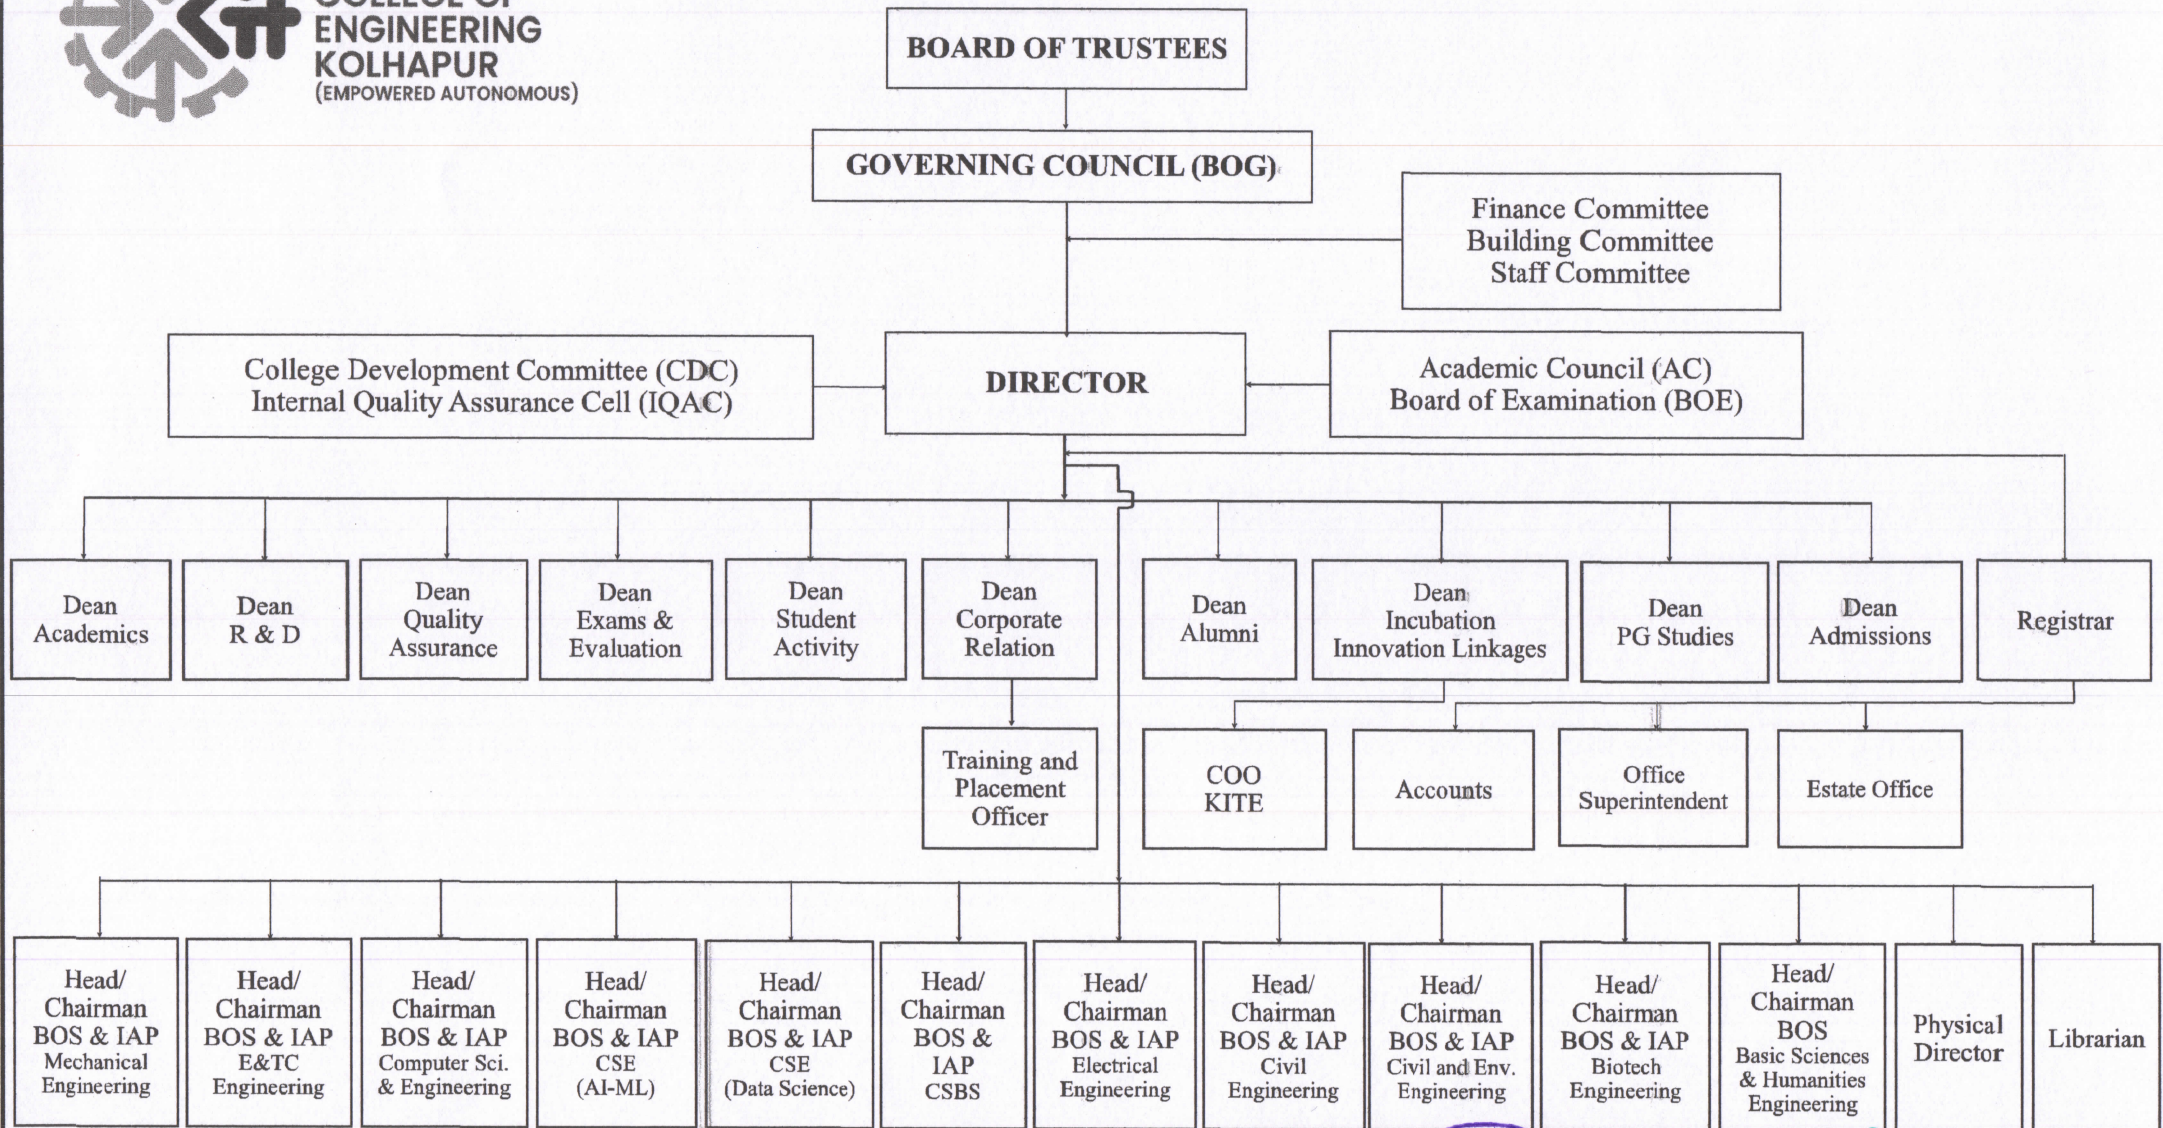 COLLEGE OF
ENGINEERING
KOLHAPUR
(EMPOWERED AUTONOMOUS)
BOARD OF TRUSTEES
GOVERNING COUNCIL (BOG)
Finance Committee
Building Committee
Staff Committee
College Development Committee (CDC)
Internal Quality Assurance Cell (IQAC)
DIRECTOR
Academic Council (AC)
Board of Examination (BOE)
Dean
Academics
Dean
R & D
Dean
Quality
Assurance
Dean
Exams &
Evaluation
Dean
Student
Activity
Dean
Corporate
Relation
Dean
Alumni
Dean
Incubation
Innovation Linkages
Dean
PG Studies
Dean
Admissions
Registrar
Training and
Placement
Officer
COO
KITE
Accounts
Office
Superintendent
Estate Office
Head/
Chairman
BOS & IAP
Mechanical
Engineering
Head/
Chairman
BOS & IAP
E&TC
Engineering
Head/
Chairman
BOS & IAP
Computer Sci.
& Engineering
Head/
Chairman
BOS & IAP
CSE
(AI-ML)
Head/
Chairman
BOS & IAP
CSE
(Data Science)
Head/
Chairman
BOS &
IAP
CSBS
Head/
Chairman
BOS & IAP
Electrical
Engineering
Head/
Chairman
BOS & IAP
Civil
Engineering
Head/
Chairman
BOS & IAP
Civil and Env.
Engineering
Head/
Chairman
BOS & IAP
Biotech
Engineering
Head/
Chairman
BOS
Basic Sciences
& Humanities
Engineering
Physical
Director
Librarian